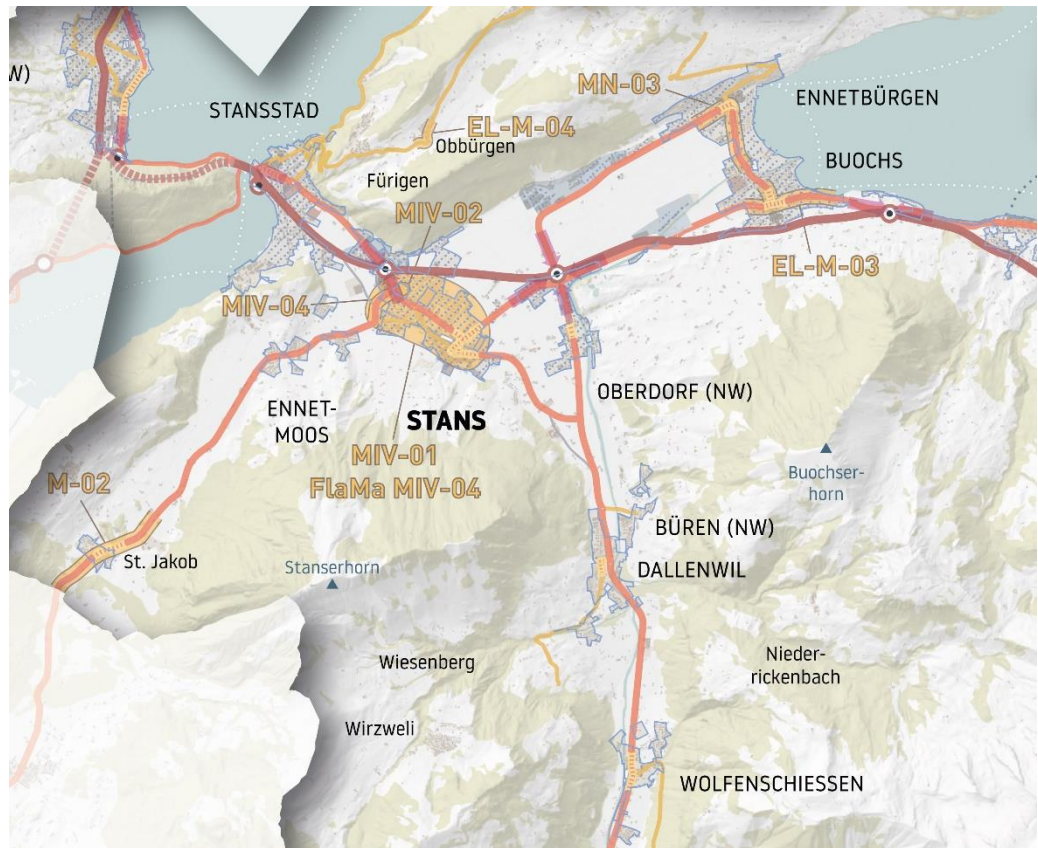 W)
STANSSTAD
EL-M-04
Obbürgen
Fürigen
MN-03
ENNETBÜRGEN
BUOCHS
MIV-02
MIV-04
EL-M-03
ENNET-
MOOS
STANS
MIV-01
FlaMa MIV-04
OBERDORF (NW)
Buochser-
horn
M-02
St. Jakob
Stanserhorn
BÜREN (NW)
DALLENWIL
Wiesenberg
Nieder-
rickenbach
Wirzweli
WOLFENSCHIESSEN